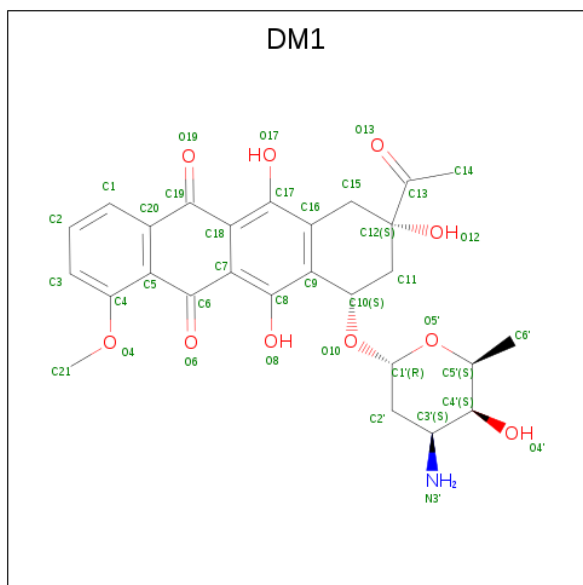 DM1
O19
O
O17
HO
O13
O
C14
C1
C19
C17
C15
C13
C2
C20
C16
C18
C12(S)
OH
O12
C3
C5
C7
C9
C11
C4
C6
C8
C10(S)
O
O4
O
O6
OH
O8
O
O10
O5'
O
C6'
C21
C1'(R)
C5'(S)
C4'(S)
C2'
C3'(S)
OH
O4'
NH2
N3'